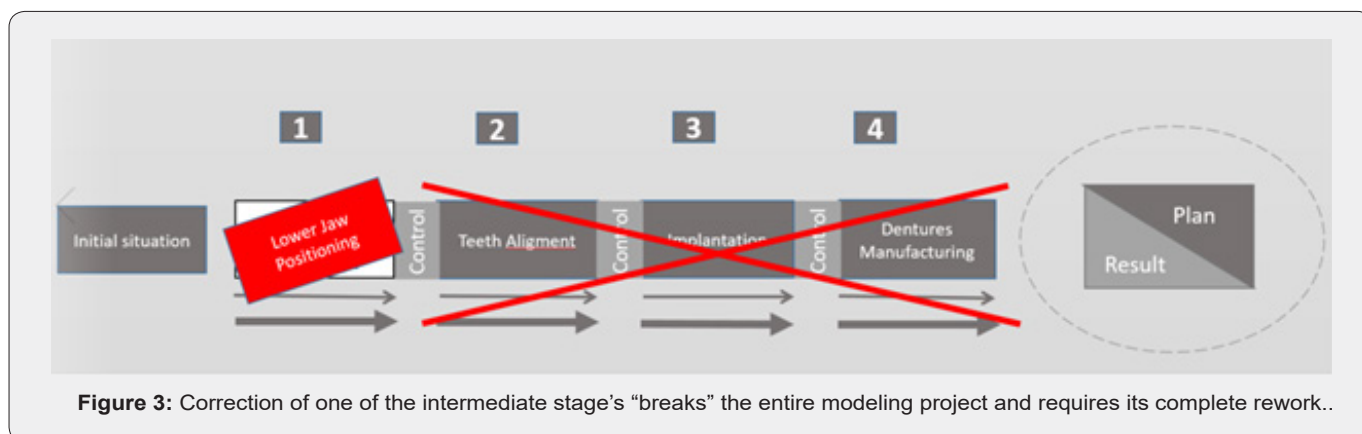 1
2
3
4
Initial situation
Lower Jaw
Positioning
Control
Teeth Aligment
Control
Implantation
Control
Dentures
Manufacturing
Plan
Result
Figure 3: Correction of one of the intermediate stage’s “breaks” the entire modeling project and requires its complete rework..